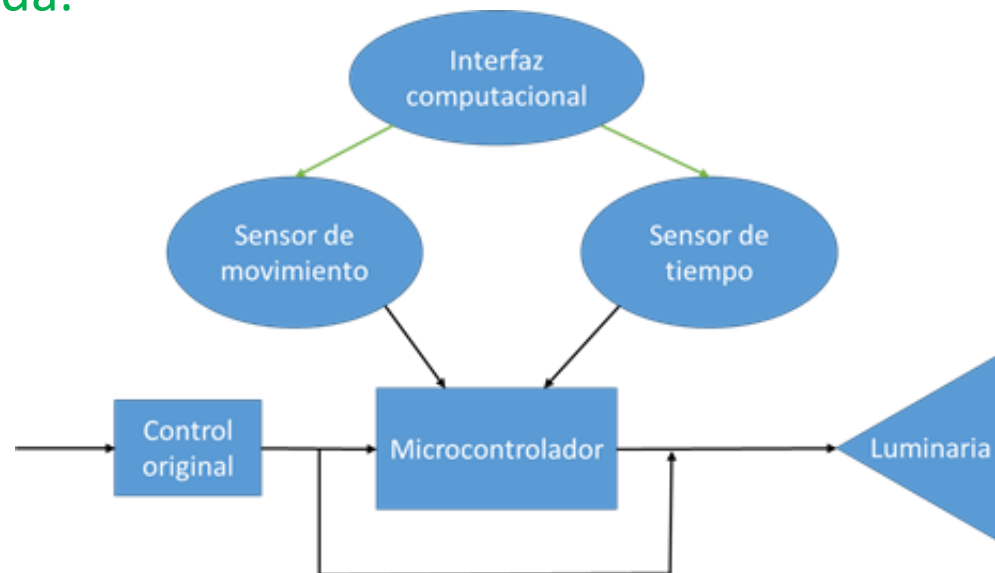 da.
Interfaz
computacional
Sensor de
movimiento
Sensor de
tiempo
Control
original
Microcontrolador
Luminaria